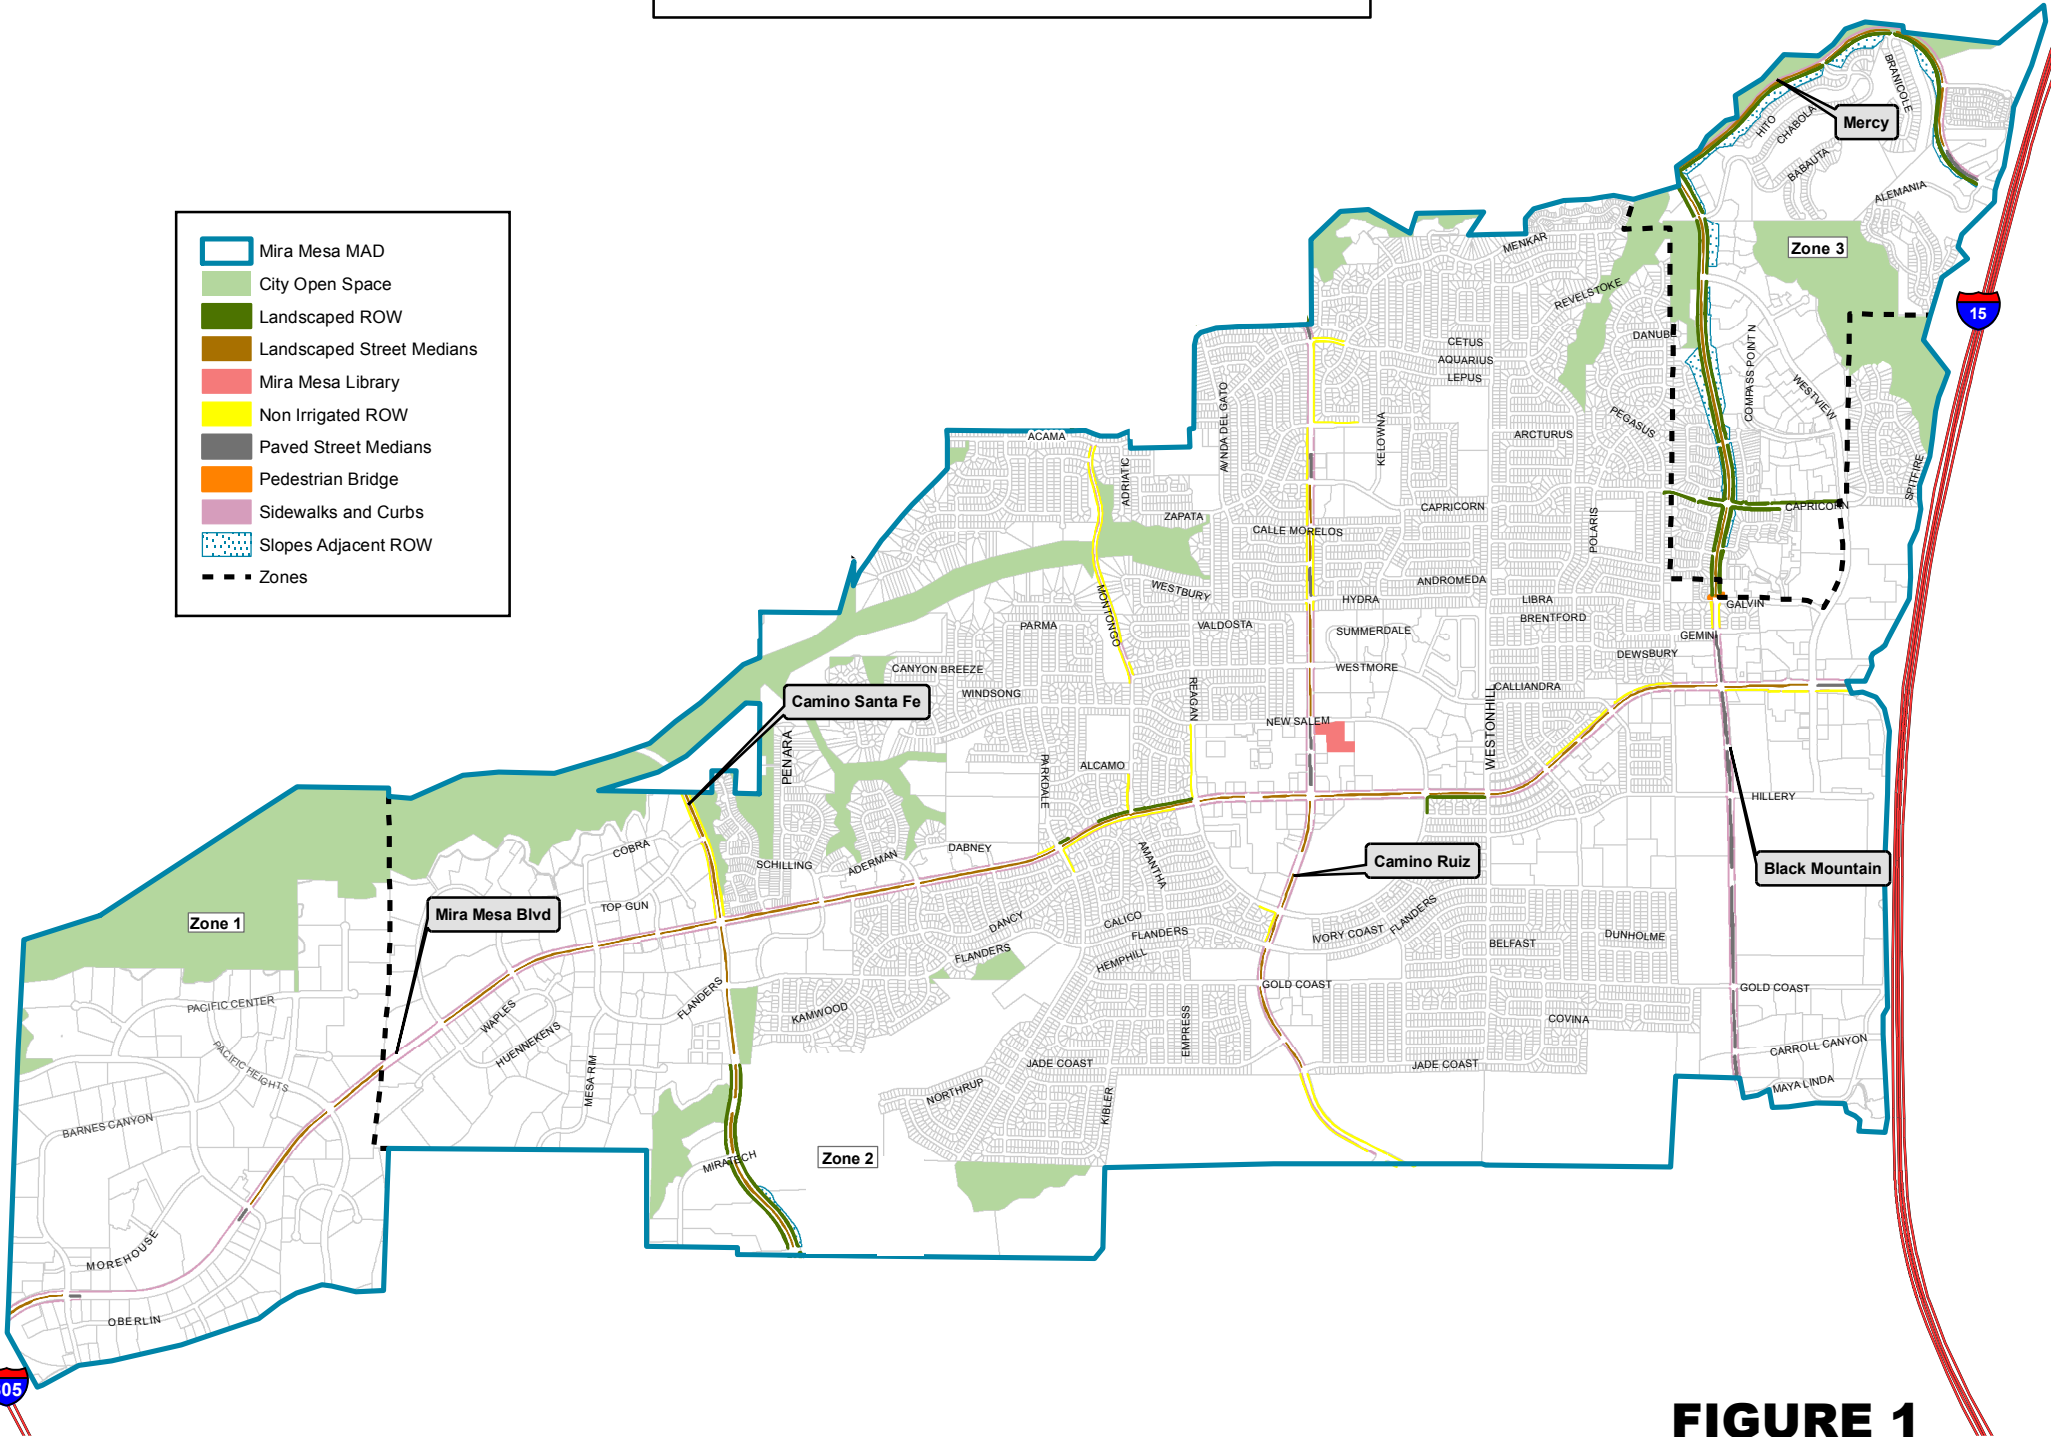 Mira Mesa MAD
City Open Space
Landscaped ROW
Landscaped Street Medians
Mira Mesa Library
Non Irrigated ROW
Paved Street Medians
Pedestrian Bridge
Sidewalks and Curbs
Slopes Adjacent ROW
Zones
BRANICOLE
Mercy
HITO
CHABOLA
BABAUTA
ALEMANIA
Zone 3
MENKAR
REVELSTOKE
15
DANUBE
CETUS
AQUARIUS
LEPUS
COMPASS POINT N
WESTVIEW
AVNDA DEL GATO
KELOWNA
PEGASUS
ARCTURUS
ACAMA
ADRIATIC
SPITFIRE
ZAPATA
CAPRICORN
CAPRICORN
CALLE MORELOS
POLARIS
ANDROMEDA
WESTBURY
MONTONGO
HYDRA
LIBRA
GALVIN
BRENTFORD
PARMA
VALDOSTA
SUMMERDALE
GEMINI
DEWSBURY
CANYON BREEZE
WESTMORE
WINDSONG
REAGAN
CALLIANDRA
WESTONHILL
Camino Santa Fe
NEW SALEM
PENARA
PARKDALE
ALCAMO
HILLERY
COBRA
SCHILLING
ADERMAN
DABNEY
AMANTHA
Camino Ruiz
Black Mountain
Zone 1
Mira Mesa Blvd
TOP GUN
DANCY
CALICO
FLANDERS
FLANDERS
IVORY COAST
FLANDERS
BELFAST
DUNHOLME
HEMPHILL
GOLD COAST
GOLD COAST
PACIFIC CENTER
WAPLES
FLANDERS
KAMWOOD
EMPRESS
COVINA
HUENNEKENS
PACIFIC HEIGHTS
MESA RIM
JADE COAST
JADE COAST
CARROLL CANYON
MAYA LINDA
NORTHRUP
KIBLER
BARNES CANYON
MIRATECH
Zone 2
MOREHOUSE
OBERLIN
05
FIGURE 1